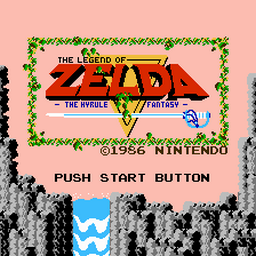 THE LEGEND OF
ZELDA
- THE HYRULE FANTASY -
©1986 NINTENDO
PUSH START BUTTON